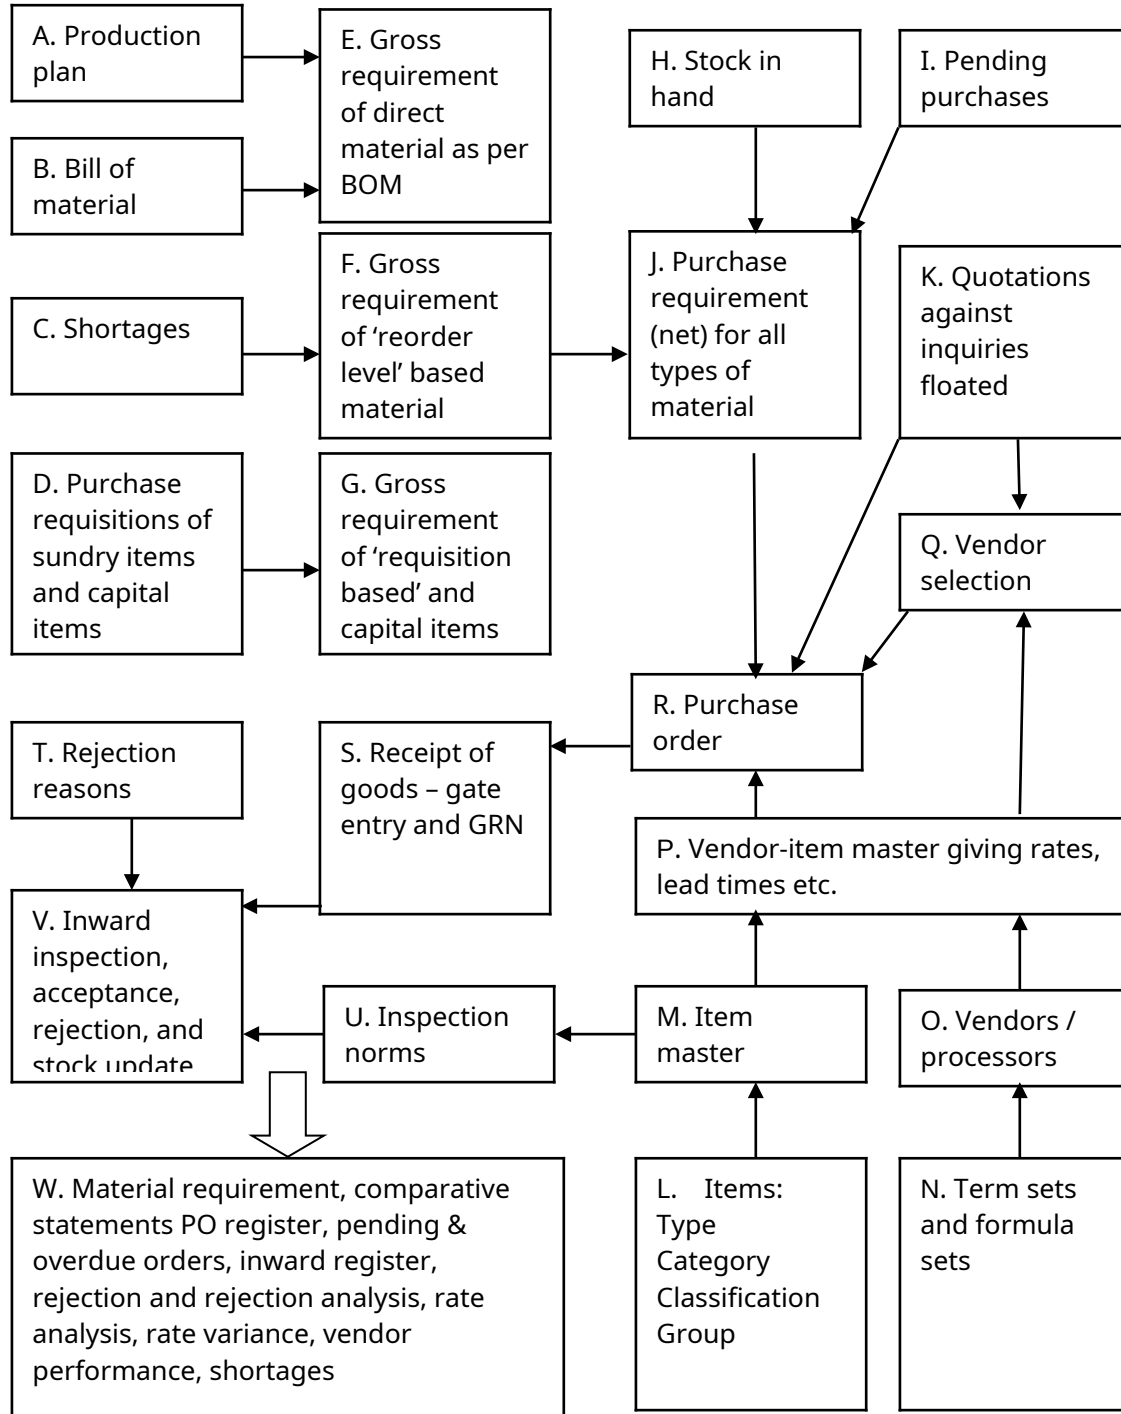 A. Production
plan
B. Bill of
material
C. Shortages
D. Purchase
requisitions of
sundry items
and capital
items
E. Gross
requirement
of direct
material as per
BOM
F. Gross
requirement
of ‘reorder
level’ based
material
G. Gross
requirement
of ‘requisition
based’ and
capital items
H. Stock in
hand
I. Pending
purchases
J. Purchase
requirement
(net) for all
types of
material
K. Quotations
against
inquiries
floated
Q. Vendor
selection
R. Purchase
order
T. Rejection
reasons
S. Receipt of
goods – gate
entry and GRN
P. Vendor-item master giving rates,
lead times etc.
V. Inward
inspection,
acceptance,
rejection, and
stock update
U. Inspection
norms
M. Item
master
O. Vendors /
processors
W. Material requirement, comparative
statements PO register, pending &
overdue orders, inward register,
rejection and rejection analysis, rate
analysis, rate variance, vendor
performance, shortages
L. Items:
Type
Category
Classification
Group
N. Term sets
and formula
sets